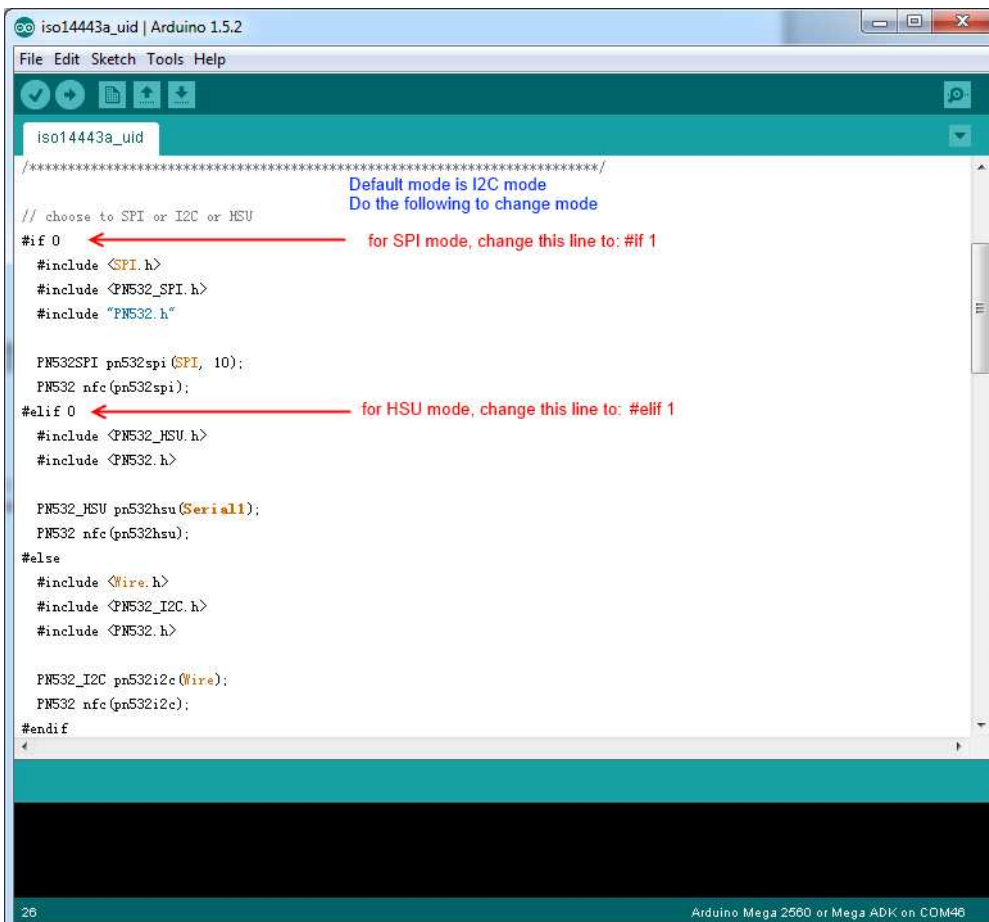 iso14443a_uid | Arduino 1.5.2
File Edit Sketch Tools Help
iso14443a_uid
/**************************************************************************/
Default mode is I2C mode
Do the following to change mode
// choose to SPI or I2C or HSU
#if 0 for SPI mode, change this line to: #if 1
#include <SPI.h>
#include <PN532_SPI.h>
#include "PN532.h"
PN532SPI pn532spi(SPI, 10);
PN532 nfc(pn532spi);
#elif 0 for HSU mode, change this line to: #elif 1
#include <PN532_HSU.h>
#include <PN532.h>
PN532_HSU pn532hsu(Serial1);
PN532 nfc(pn532hsu);
#else
#include <Wire.h>
#include <PN532_I2C.h>
#include <PN532.h>
PN532_I2C pn532i2c(Wire);
PN532 nfc(pn532i2c);
#endif
26 Arduino Mega 2560 or Mega ADK on COM46